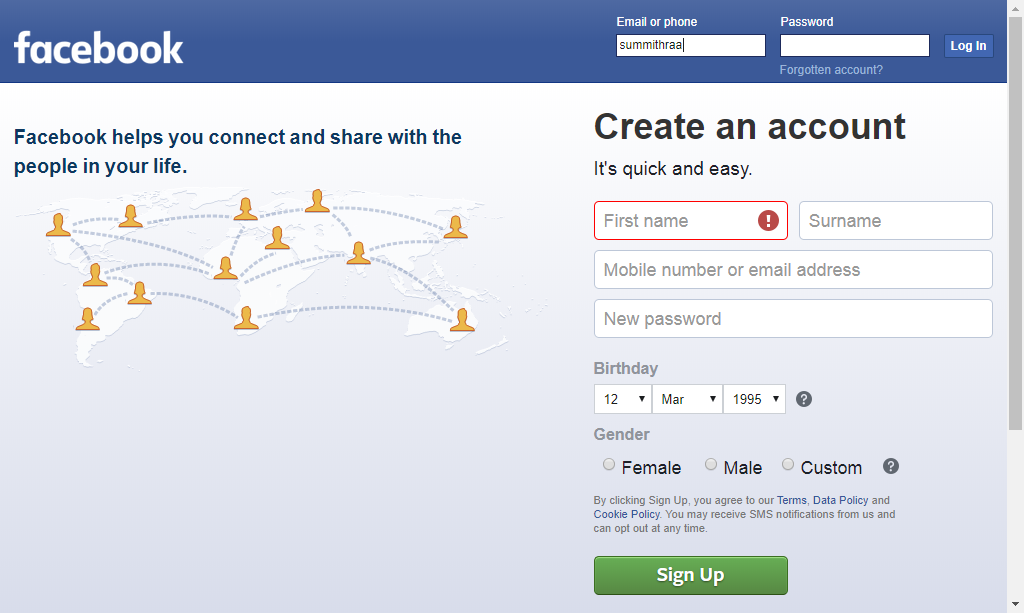 facebook
Email or phone
Password
summithraa
Log In
Forgotten account?
Facebook helps you connect and share with the
people in your life.
Create an account
It's quick and easy.
First name
!
Surname
Mobile number or email address
New password
Birthday
12 Mar 1995 ?
Gender
Female Male Custom ?
By clicking Sign Up, you agree to our Terms, Data Policy and
Cookie Policy. You may receive SMS notifications from us and
can opt out at any time.
Sign Up